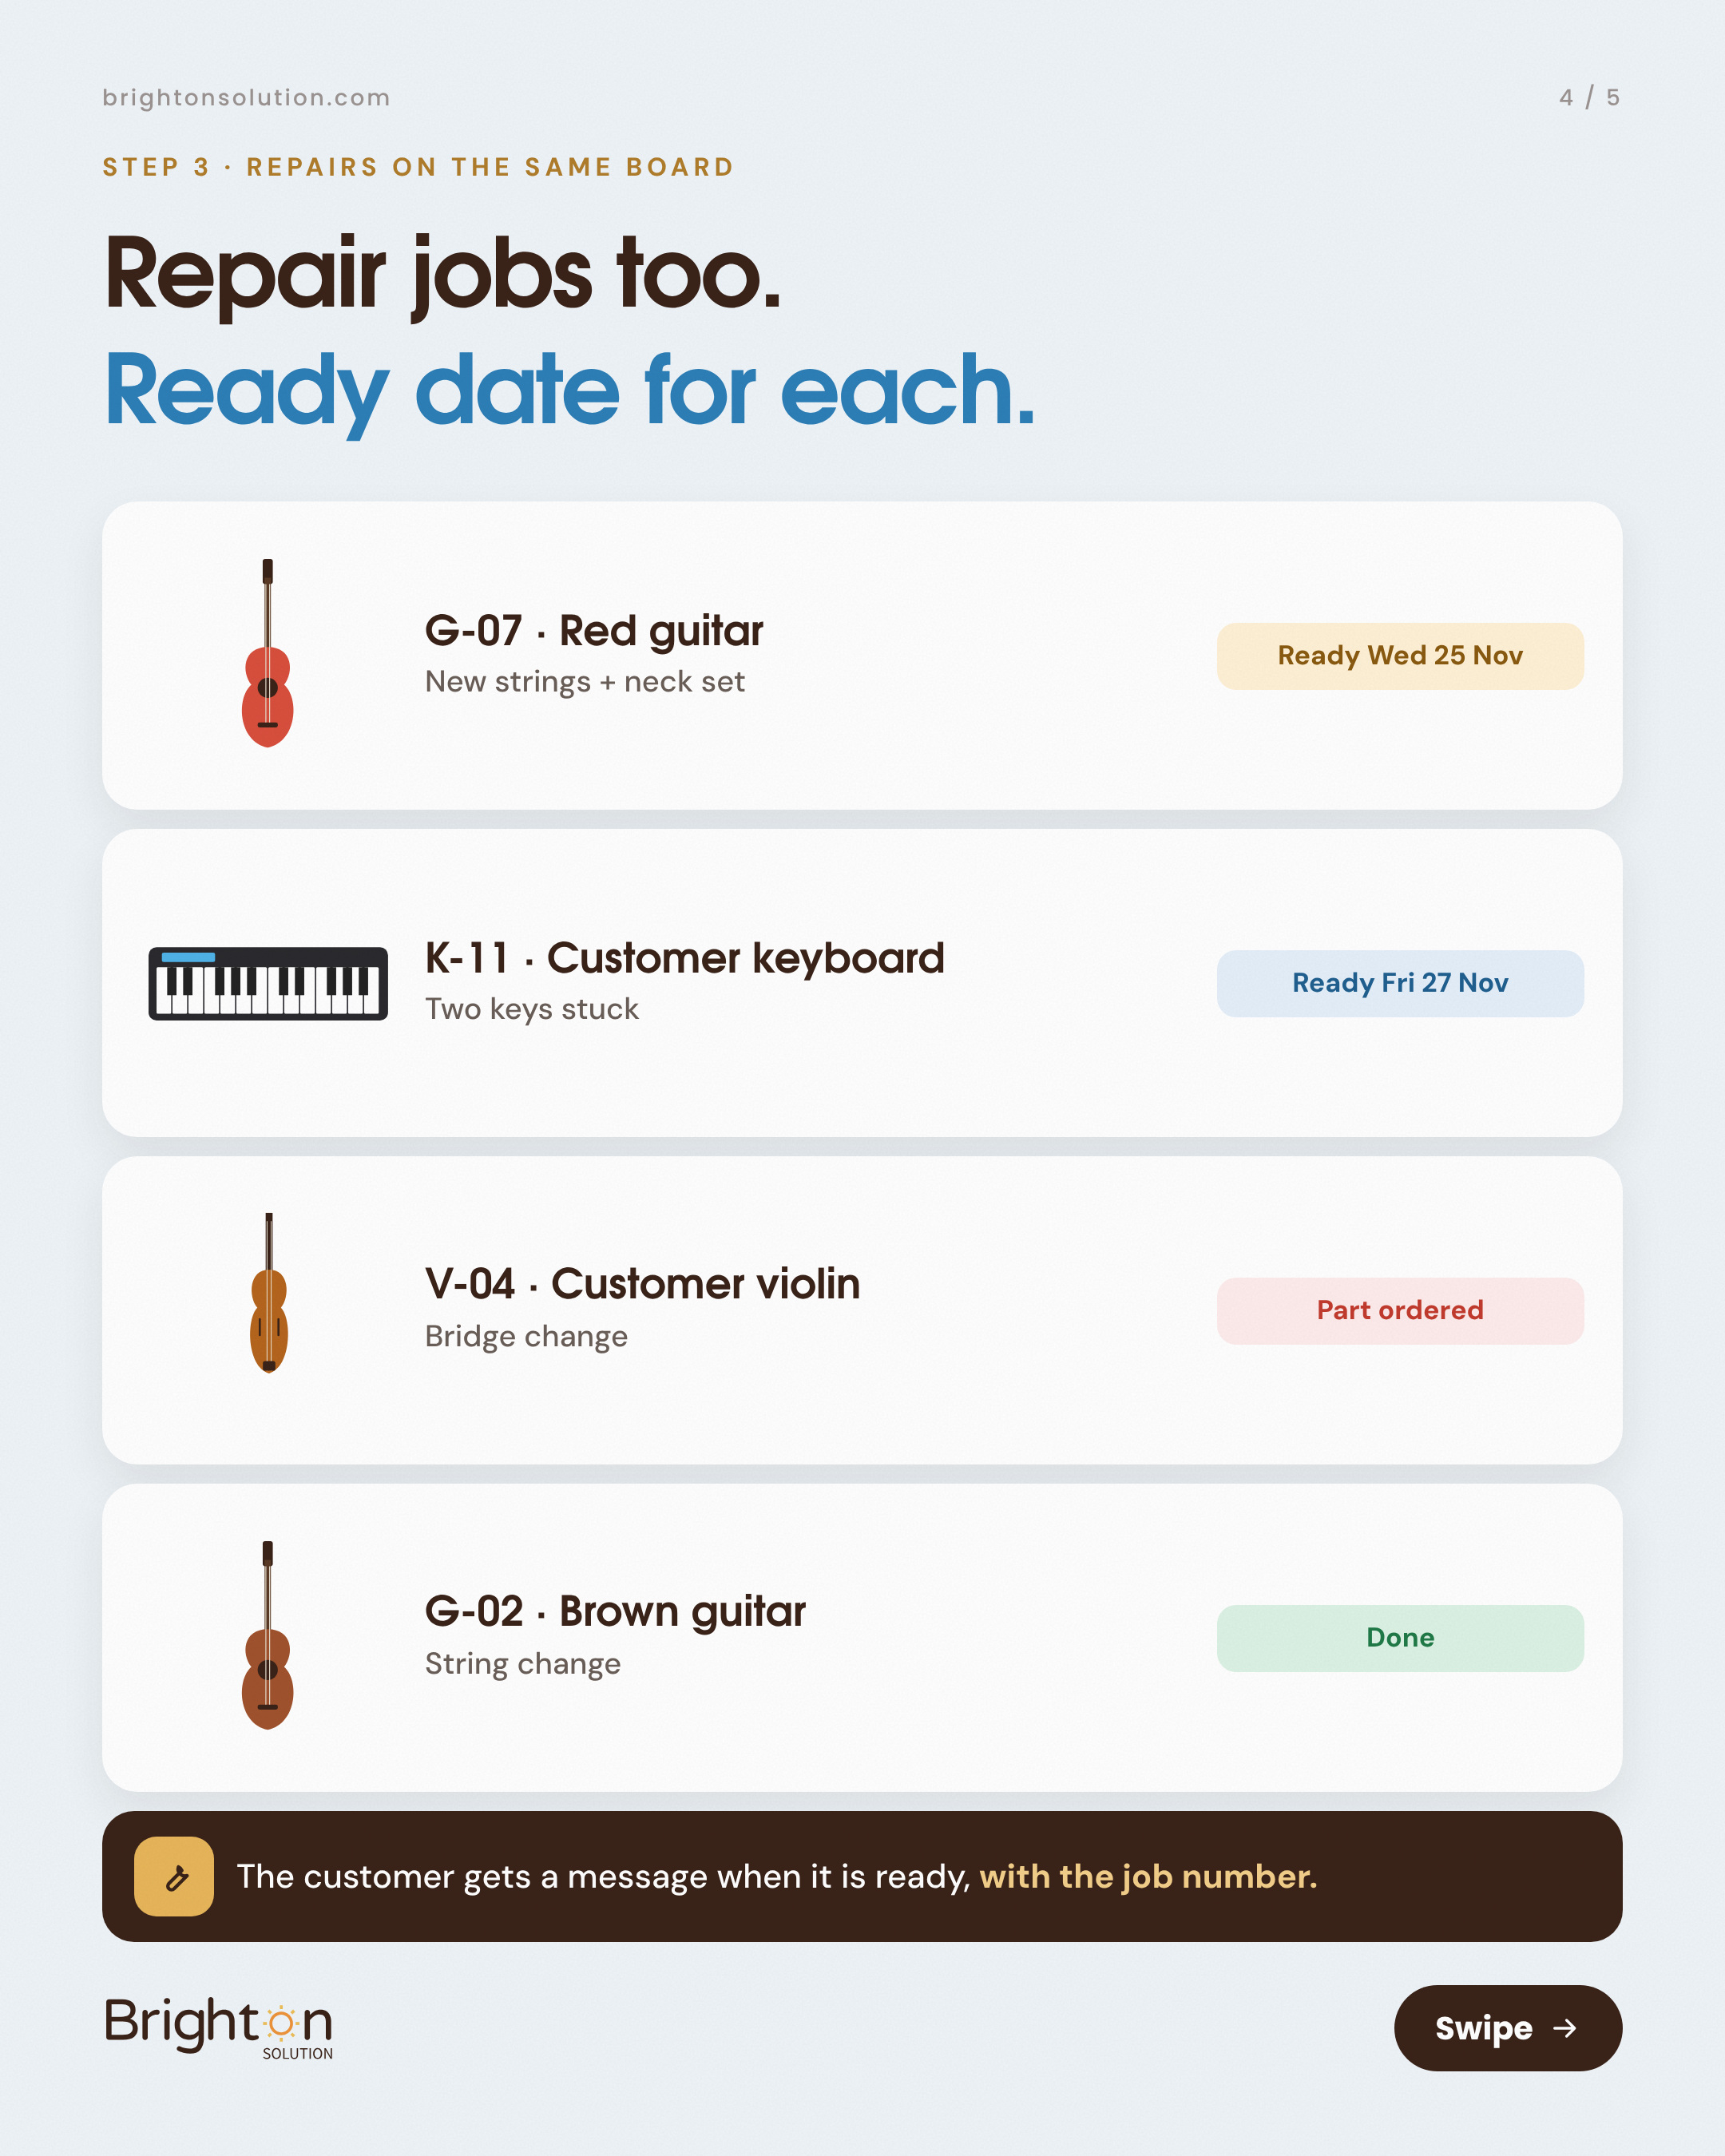 brightonsolution.com
4 / 5
STEP 3 · REPAIRS ON THE SAME BOARD
Repair jobs too.
Ready date for each.
G-07 · Red guitar
New strings + neck set
Ready Wed 25 Nov
K-11 · Customer keyboard
Two keys stuck
Ready Fri 27 Nov
V-04 · Customer violin
Bridge change
Part ordered
G-02 · Brown guitar
String change
Done
The customer gets a message when it is ready, with the job number.
Brighton
SOLUTION
Swipe →